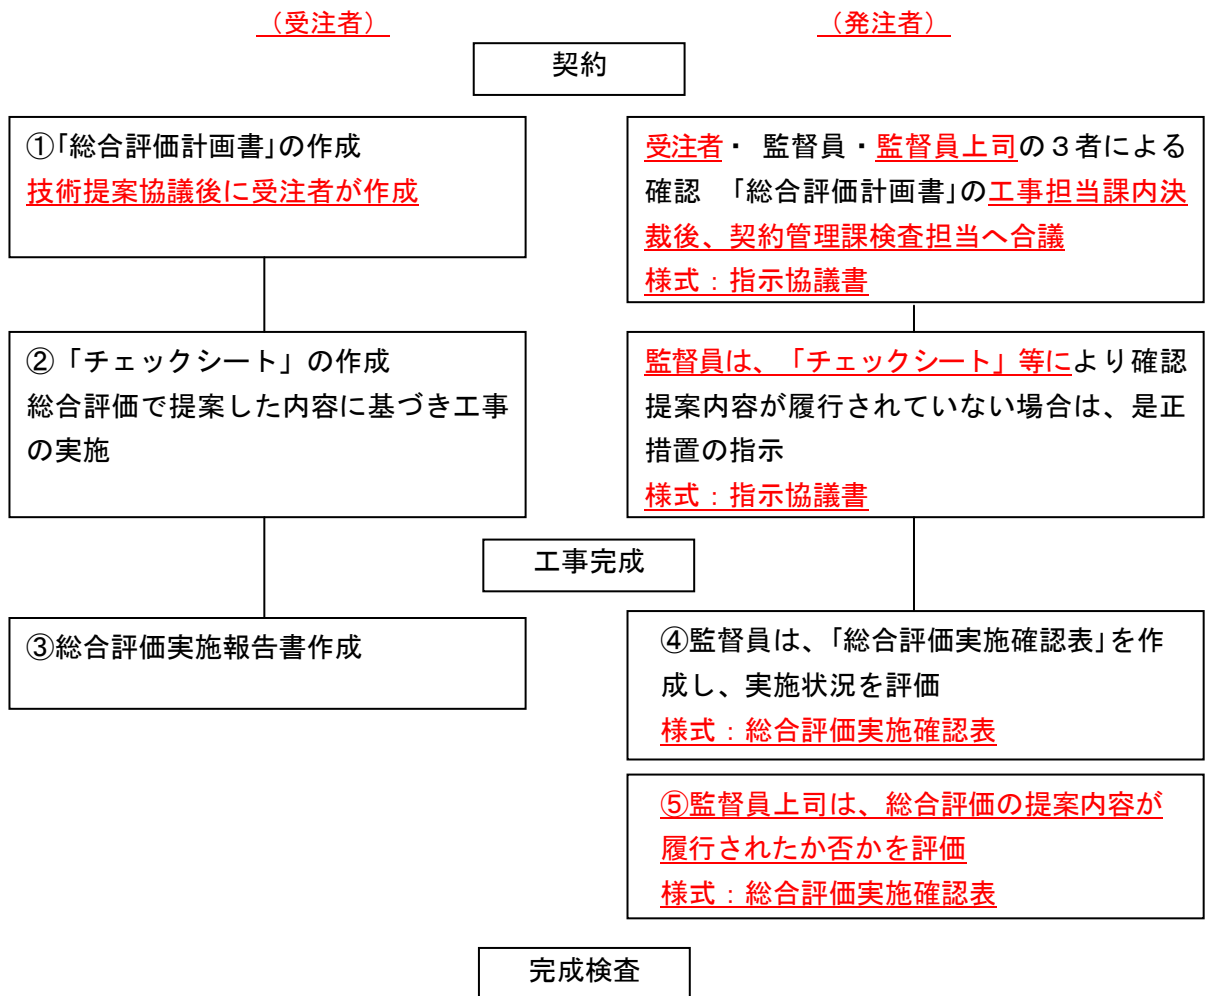 （受注者）
（発注者）
契約
①｢総合評価計画書｣の作成
技術提案協議後に受注者が作成
受注者・ 監督員・監督員上司の３者による
確認　｢総合評価計画書｣の工事担当課内決
裁後、契約管理課検査担当へ合議
様式：指示協議書
②「チェックシート」の作成
総合評価で提案した内容に基づき工事
の実施
監督員は、「チェックシート」等により確認
提案内容が履行されていない場合は、是正
措置の指示
様式：指示協議書
工事完成
③総合評価実施報告書作成
④監督員は、｢総合評価実施確認表｣を作
成し、実施状況を評価
様式：総合評価実施確認表
⑤監督員上司は、総合評価の提案内容が
履行されたか否かを評価
様式：総合評価実施確認表
完成検査